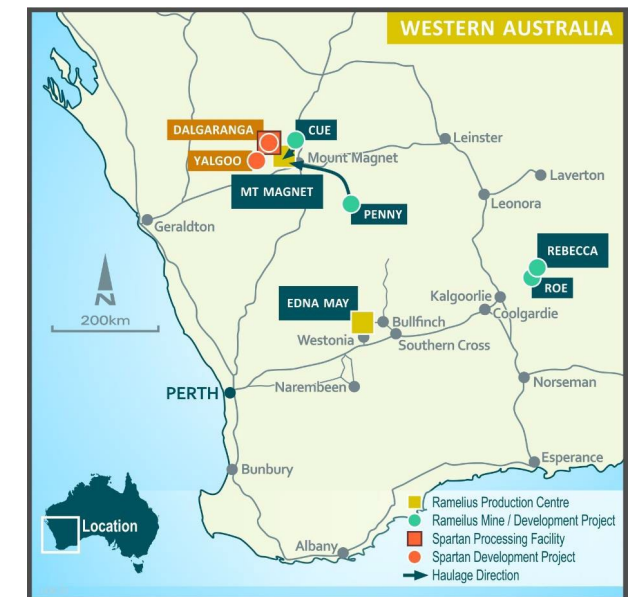 WESTERN AUSTRALIA
DALGARANGA
CUE
Leinster
YALGOO
Mount Magnet
Laverton
MT MAGNET
Leonora
PENNY
Geraldton
REBECCA
N
ROE
200km
EDNA MAY
Kalgoorlie
Coolgardie
Bullfinch
Westonia
Southern Cross
PERTH
Narembeen
Norseman
Esperance
Bunbury
Location
Albany
Ramelius Production Centre
Rameilus Mine / Development Project
Spartan Processing Facility
Spartan Development Project
Haulage Direction